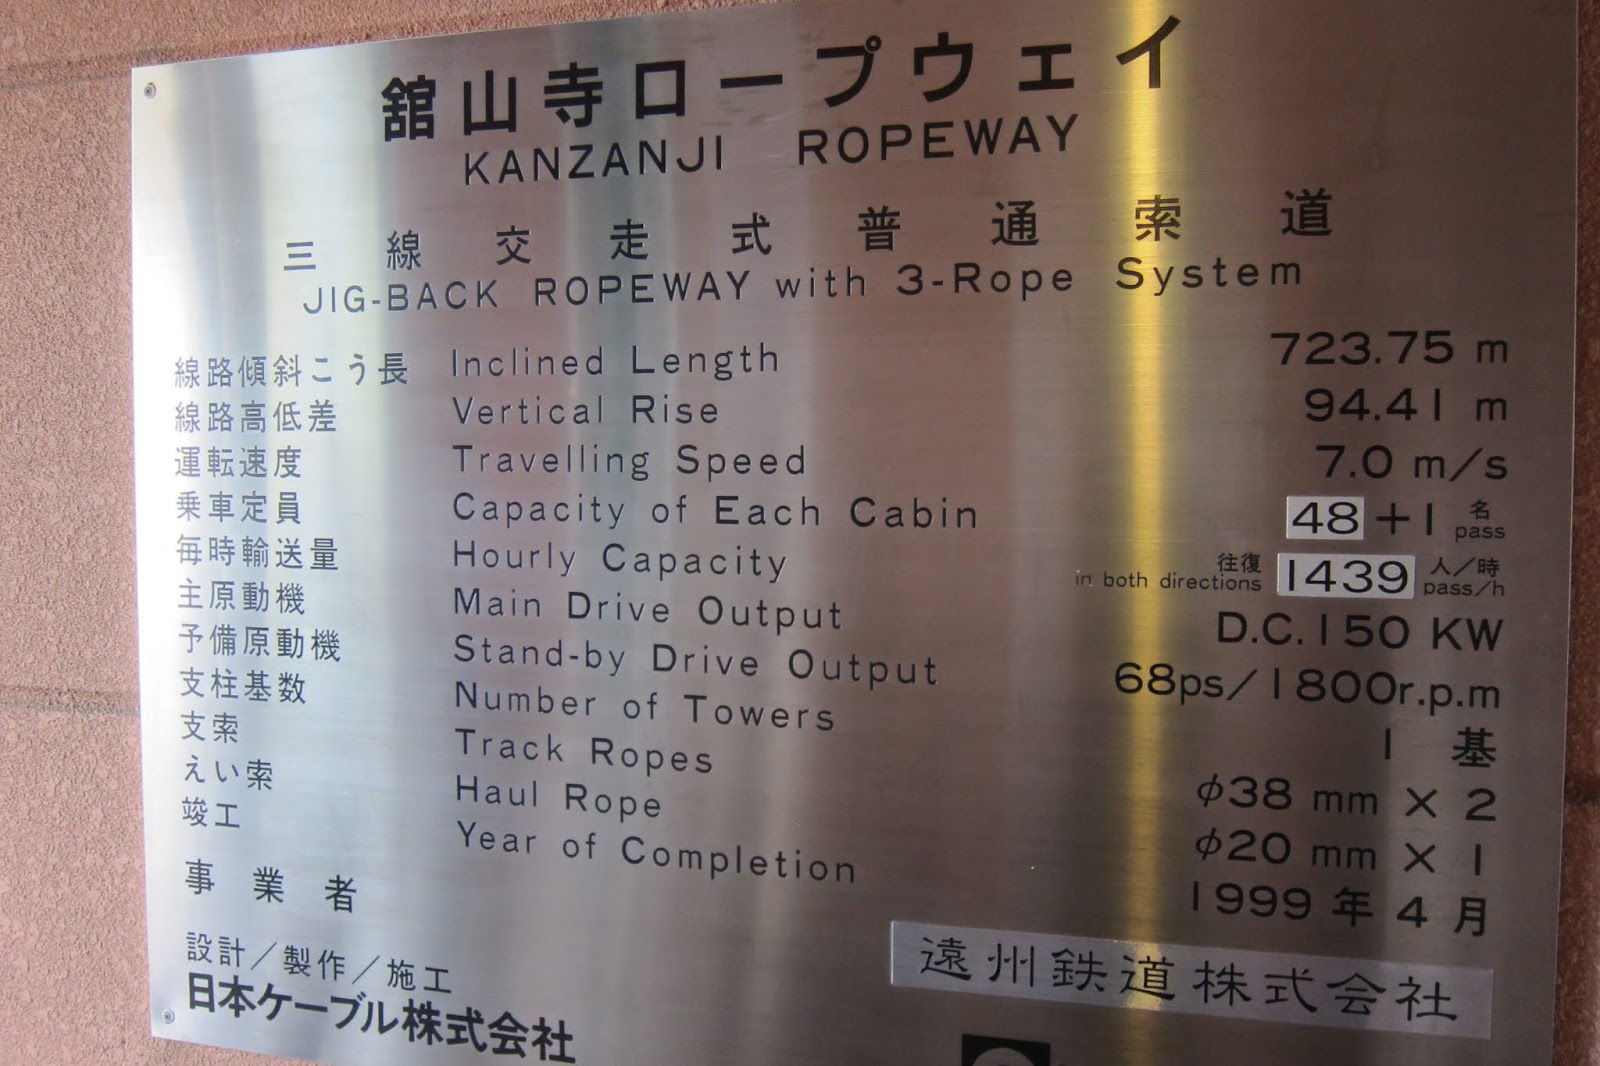 舘山寺ロープウェイ
KANZANJI ROPEWAY
三線交走式普通索道
JIG-BACK ROPEWAY with 3-Rope System
線路傾斜こう長 Inclined Length 723.75 m
線路高低差 Vertical Rise 94.41 m
運転速度 Travelling Speed 7.0 m/s
乗車定員 Capacity of Each Cabin 48+1 名 pass
毎時輸送量 Hourly Capacity 往復 in both directions 1439 人/時 pass/h
主原動機 Main Drive Output D.C.150 KW
予備原動機 Stand-by Drive Output 68ps/1800r.p.m
支柱基数 Number of Towers 1 基
支索 Track Ropes φ38 mm × 2
えい索 Haul Rope φ20 mm × 1
竣工 Year of Completion 1999 年 4 月
事業者 遠州鉄道株式会社
設計/製作/施工
日本ケーブル株式会社